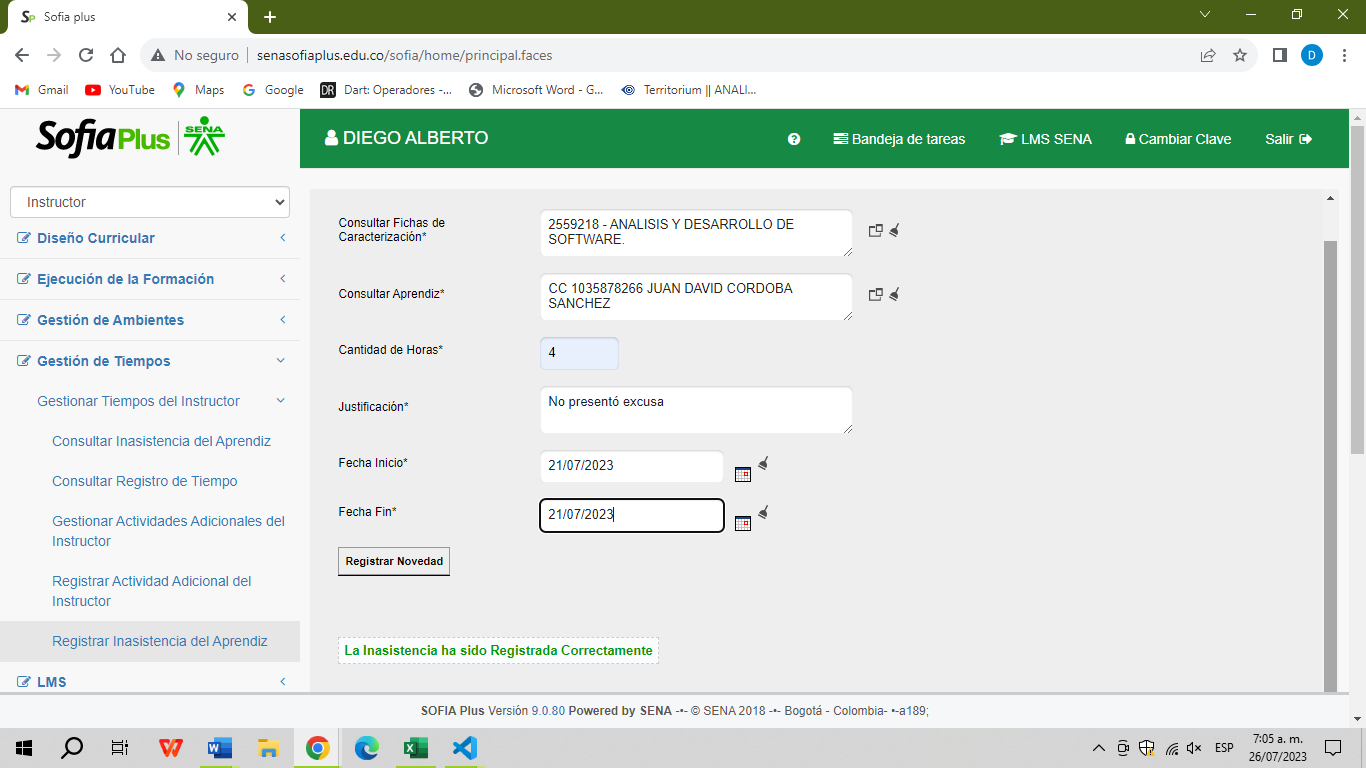 Sofia plus
No seguro
senasofiaplus.edu.co/sofia/home/principal.faces
D
Gmail
YouTube
Maps
Google
DR
Dart: Operadores -...
Microsoft Word - G...
Territorium || ANALI...
Sofia Plus
SENA
DIEGO ALBERTO
Bandeja de tareas
LMS SENA
Cambiar Clave
Salir
Instructor
Diseño Curricular
Ejecución de la Formación
Gestión de Ambientes
Gestión de Tiempos
Gestionar Tiempos del Instructor
Consultar Inasistencia del Aprendiz
Consultar Registro de Tiempo
Gestionar Actividades Adicionales del
Instructor
Registrar Actividad Adicional del
Instructor
Registrar Inasistencia del Aprendiz
LMS
Consultar Fichas de
Caracterización*
2559218 - ANALISIS Y DESARROLLO DE
SOFTWARE.
Consultar Aprendiz*
CC 1035878266 JUAN DAVID CORDOBA
SANCHEZ
Cantidad de Horas*
4
Justificación*
No presentó excusa
Fecha Inicio*
21/07/2023
Fecha Fin*
21/07/2023
Registrar Novedad
La Inasistencia ha sido Registrada Correctamente
SOFIA Plus Versión 9.0.80 Powered by SENA -•- © SENA 2018 -•- Bogotá - Colombia- •-a189;
ESP
7:05 a. m.
26/07/2023